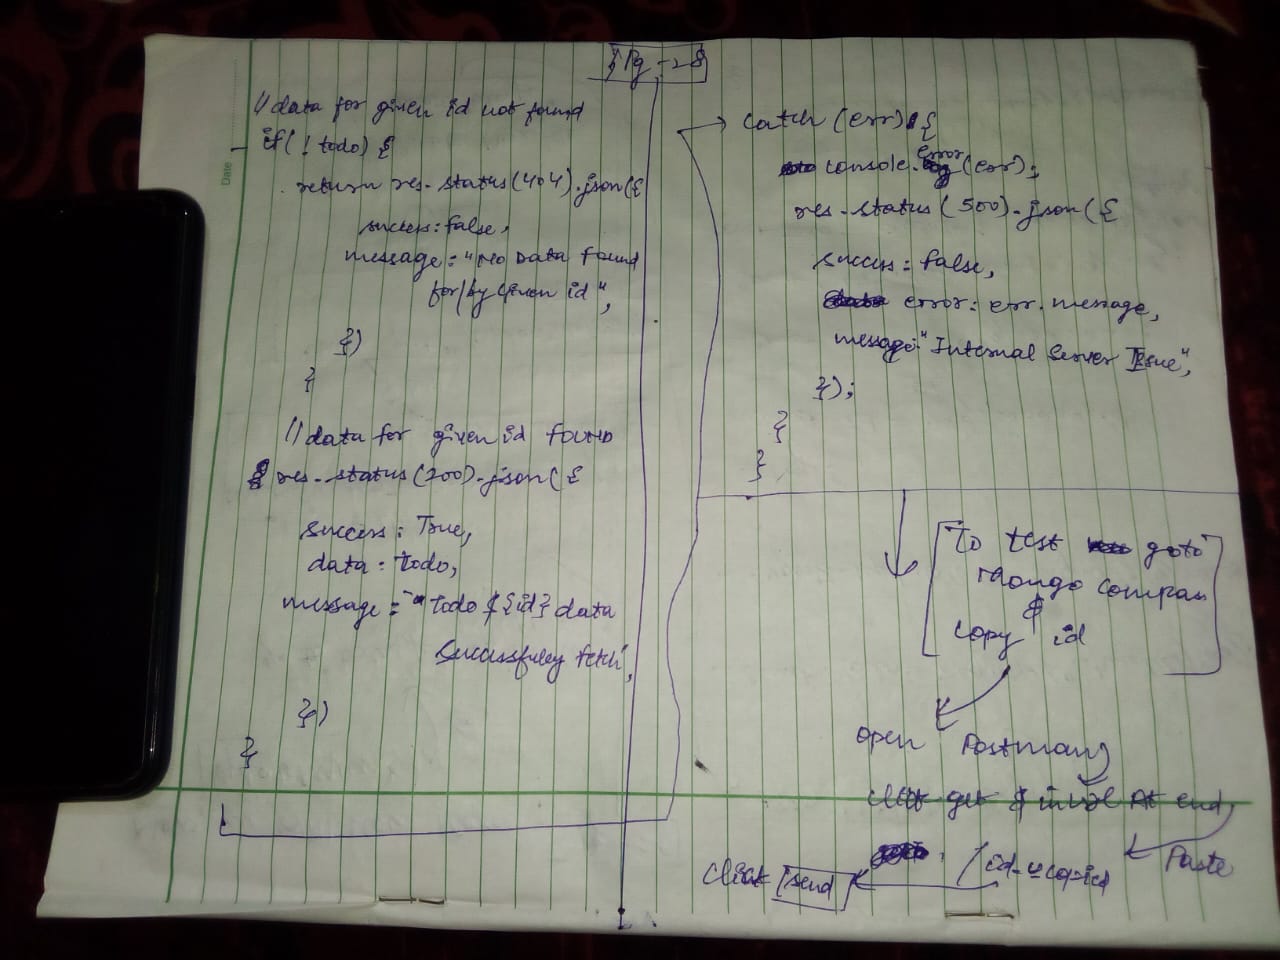 Pg - 28
// data for given id not found
if( ! todo) {
return res.status(404).json({
success: false,
message: "No Data Found
for/by Given id",
})
}
// data for given id found
res.status(200).json({
success: True,
data: Todo,
message: "Todo ${id} data
Successfully fetch",
})
}
catch (err) {
console.error(err);
res.status(500).json({
success: false,
error: err.message,
message: "Internal Server Issue",
});
}
}
Date
To test goto
Mongo compass
&
copy id
open Postman
click get & in url At end
Paste
/id-u copied
Click send